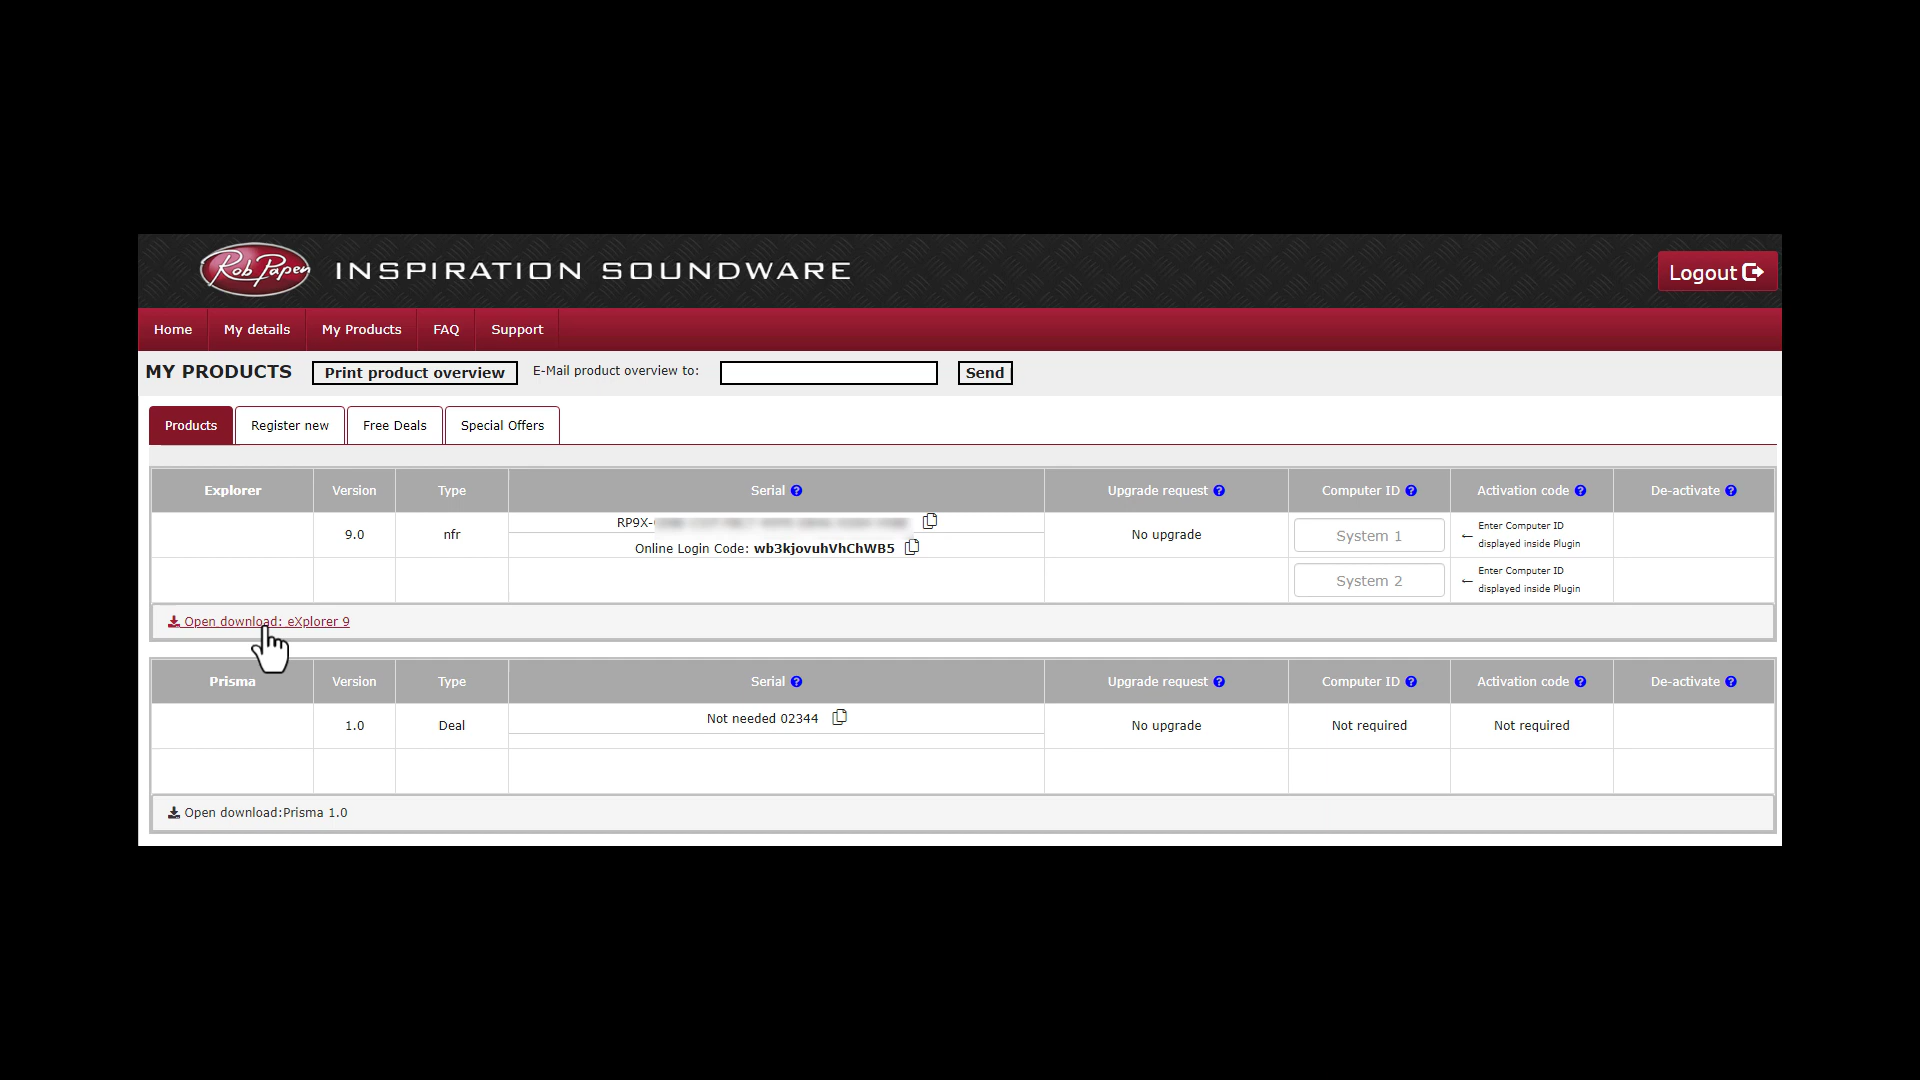 Rob Papen INSPIRATION SOUNDWARE Logout
Home My details My Products FAQ Support
MY PRODUCTS Print product overview E-Mail product overview to: Send
Products Register new Free Deals Special Offers
Explorer Version Type Serial ? Upgrade request ? Computer ID ? Activation code ? De-activate ?
9.0 nfr RP9X- No upgrade System 1 ← Enter Computer ID
displayed inside Plugin
Online Login Code: wb3kjovuhVhChWB5
System 2 ← Enter Computer ID
displayed inside Plugin
Open download: eXplorer 9
Prisma Version Type Serial ? Upgrade request ? Computer ID ? Activation code ? De-activate ?
1.0 Deal Not needed 02344 No upgrade Not required Not required
Open download:Prisma 1.0